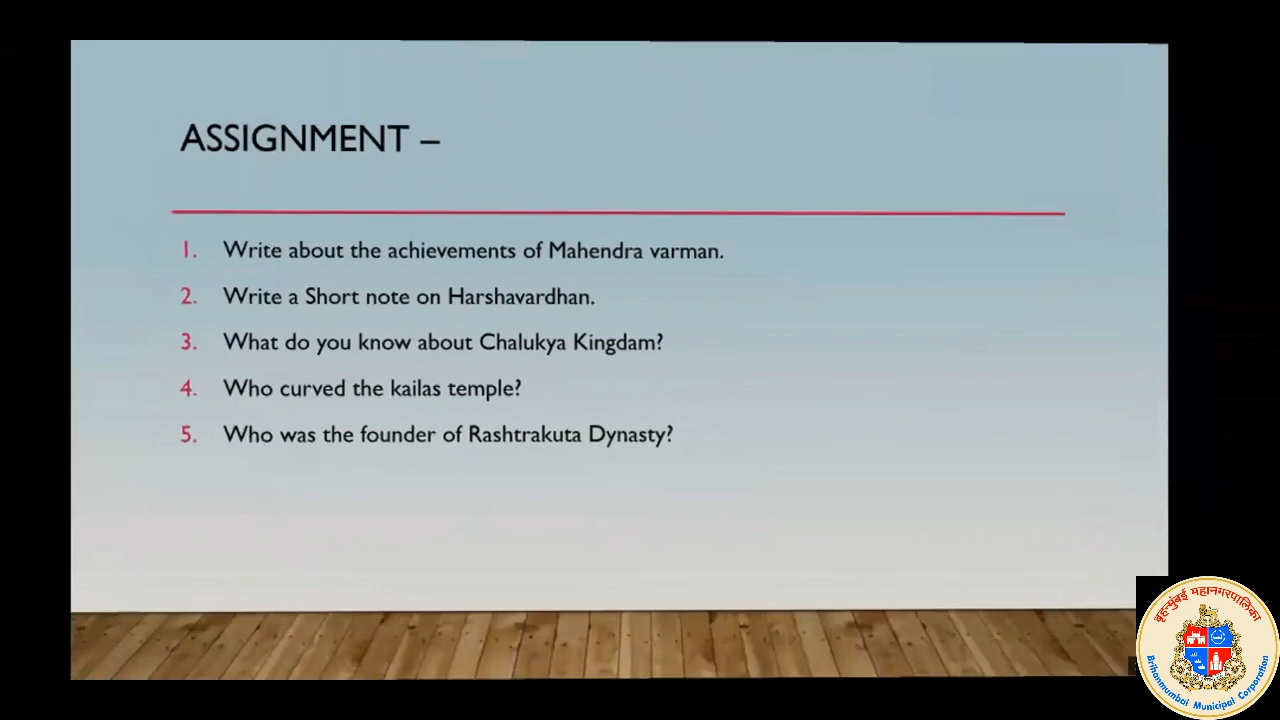 ASSIGNMENT –
1. Write about the achievements of Mahendra varman.
2. Write a Short note on Harshavardhan.
3. What do you know about Chalukya Kingdam?
4. Who curved the kailas temple?
5. Who was the founder of Rashtrakuta Dynasty?
बृहन्मुंबई महानगरपालिका
Brihanmumbai Municipal Corporation